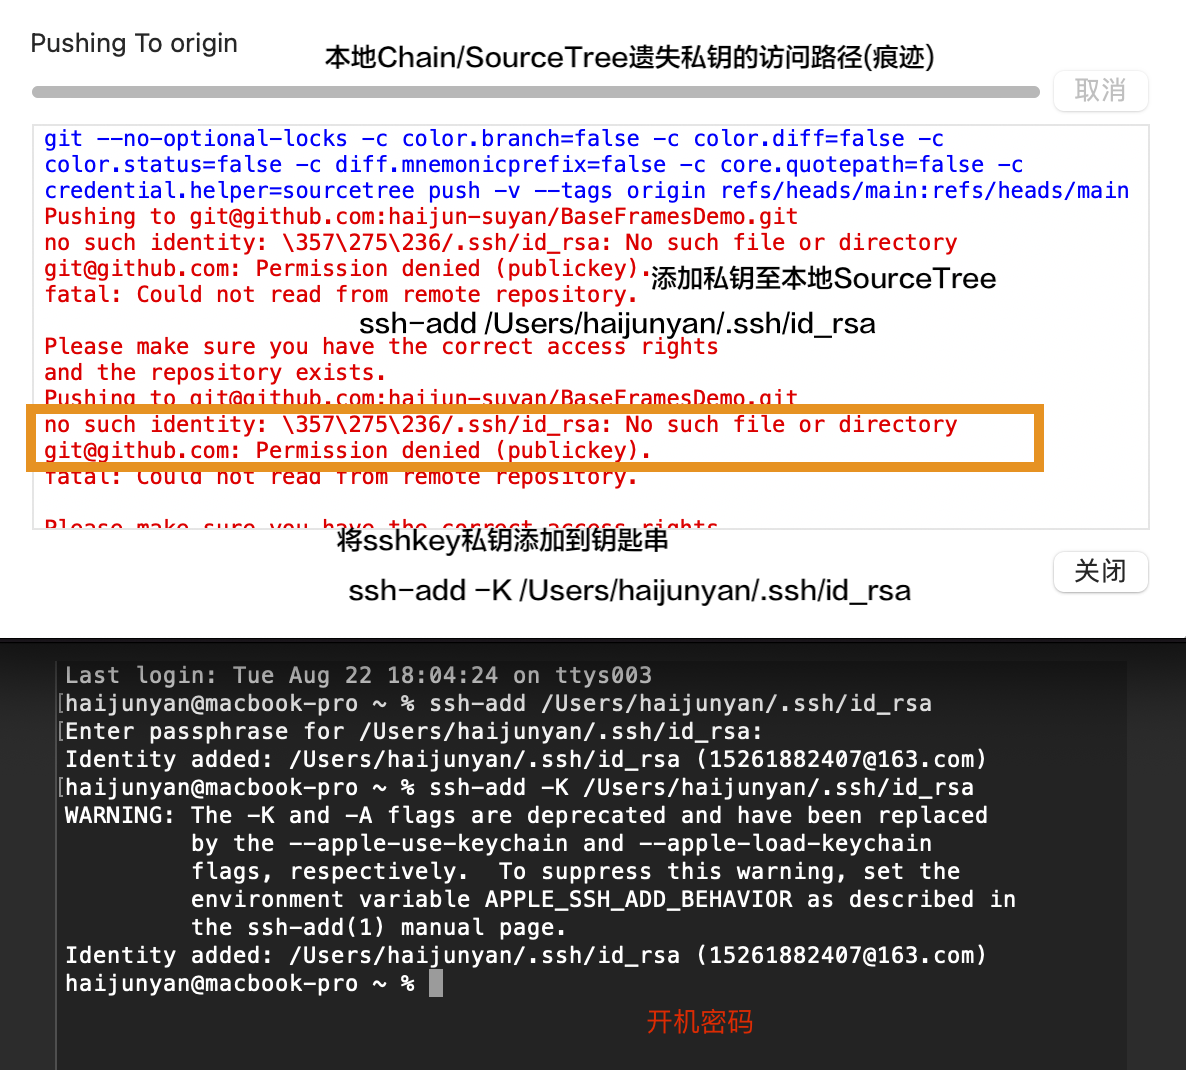 Pushing To origin
本地Chain/SourceTree遗失私钥的访问路径(痕迹)
取消
git --no-optional-locks -c color.branch=false -c color.diff=false -c
color.status=false -c diff.mnemonicprefix=false -c core.quotepath=false -c
credential.helper=sourcetree push -v --tags origin refs/heads/main:refs/heads/main
Pushing to git@github.com:haijun-suyan/BaseFramesDemo.git
no such identity: \357\275\236/.ssh/id_rsa: No such file or directory
git@github.com: Permission denied (publickey).
添加私钥至本地SourceTree
fatal: Could not read from remote repository.
ssh-add /Users/haijunyan/.ssh/id_rsa
Please make sure you have the correct access rights
and the repository exists.
Pushing to git@github.com:haijun-suyan/BaseFramesDemo.git
no such identity: \357\275\236/.ssh/id_rsa: No such file or directory
git@github.com: Permission denied (publickey).
fatal: Could not read from remote repository.
Please make sure you have the correct access rights
将sshkey私钥添加到钥匙串
关闭
ssh-add -K /Users/haijunyan/.ssh/id_rsa
Last login: Tue Aug 22 18:04:24 on ttys003
[haijunyan@macbook-pro ~ % ssh-add /Users/haijunyan/.ssh/id_rsa
[Enter passphrase for /Users/haijunyan/.ssh/id_rsa:
Identity added: /Users/haijunyan/.ssh/id_rsa (15261882407@163.com)
[haijunyan@macbook-pro ~ % ssh-add -K /Users/haijunyan/.ssh/id_rsa
WARNING: The -K and -A flags are deprecated and have been replaced
by the --apple-use-keychain and --apple-load-keychain
flags, respectively.  To suppress this warning, set the
environment variable APPLE_SSH_ADD_BEHAVIOR as described in
the ssh-add(1) manual page.
Identity added: /Users/haijunyan/.ssh/id_rsa (15261882407@163.com)
haijunyan@macbook-pro ~ %
开机密码